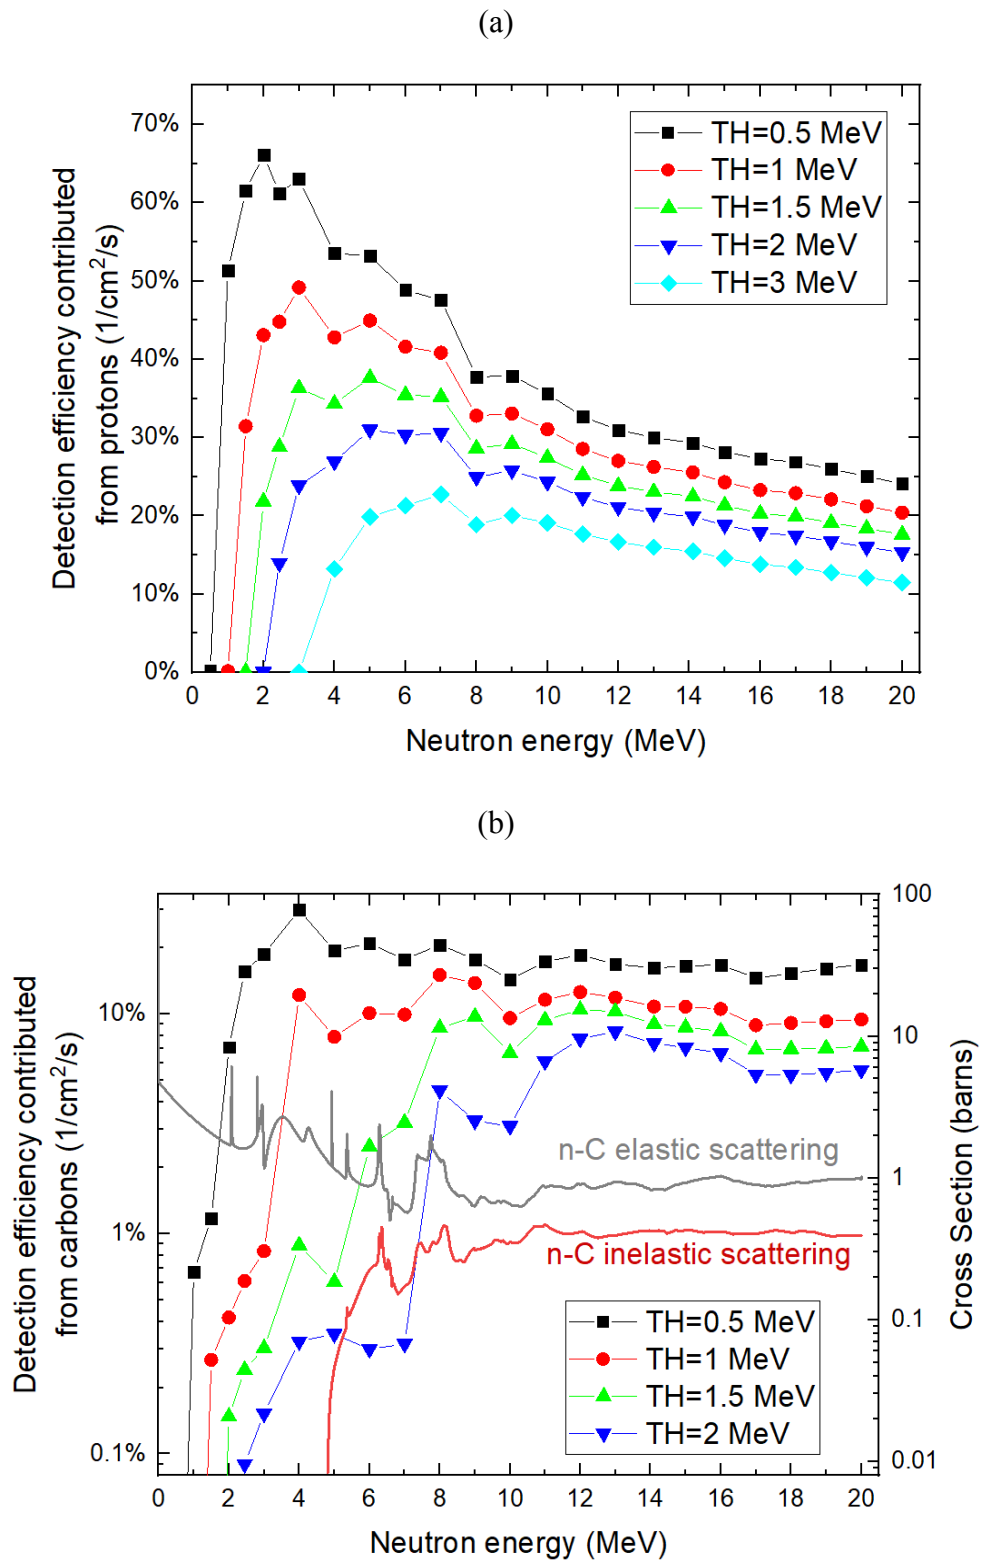 (a)
Detection efficiency contributed
from protons (1/cm²/s)
70%
60%
50%
40%
30%
20%
10%
0%
TH=0.5 MeV
TH=1 MeV
TH=1.5 MeV
TH=2 MeV
TH=3 MeV
0 2 4 6 8 10 12 14 16 18 20
Neutron energy (MeV)
(b)
Detection efficiency contributed
from carbons (1/cm²/s)
10%
1%
0.1%
100
10
1
0.1
0.01
Cross Section (barns)
n-C elastic scattering
n-C inelastic scattering
TH=0.5 MeV
TH=1 MeV
TH=1.5 MeV
TH=2 MeV
0 2 4 6 8 10 12 14 16 18 20
Neutron energy (MeV)